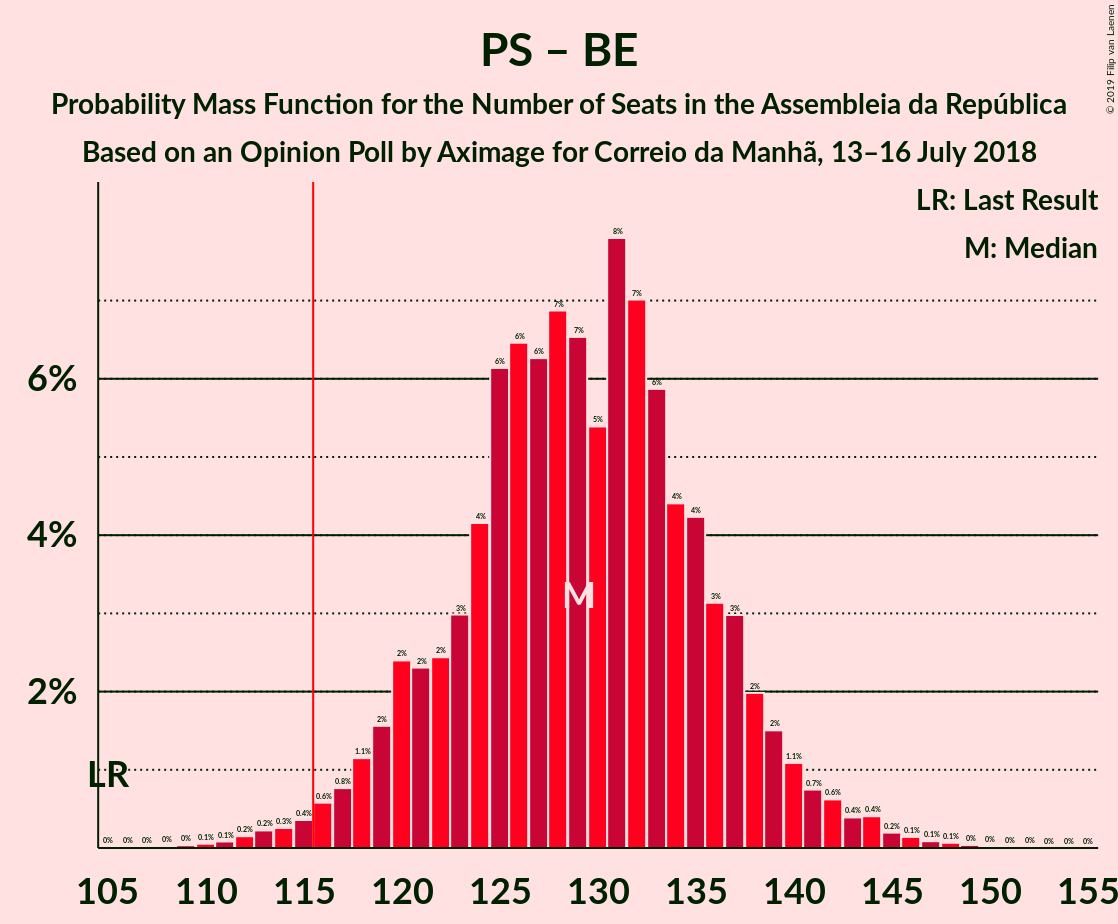 PS – BE
Probability Mass Function for the Number of Seats in the Assembleia da República
Based on an Opinion Poll by Aximage for Correio da Manhã, 13–16 July 2018
© 2019 Filip van Laenen
LR: Last Result
M: Median
8%
7%
7%
7%
6%
6%
6%
6%
5%
6%
6%
4%
4%
4%
4%
3%
3%
3%
M
2%
2%
2%
2%
2%
2%
2%
1.1%
1.1%
LR
0.8%
0.7%
0.6%
0.6%
0% 0% 0% 0% 0% 0.1% 0.1% 0.2% 0.2% 0.3% 0.4%
0.4% 0.4% 0.2% 0.1% 0.1% 0.1% 0% 0% 0% 0% 0% 0% 0%
105 110 115 120 125 130 135 140 145 150 155